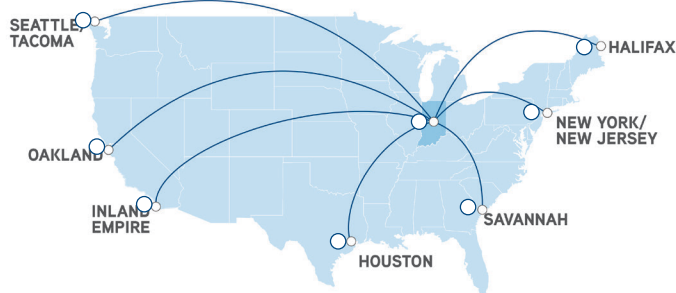 SEATTLE/
TACOMA
HALIFAX
NEW YORK/
NEW JERSEY
OAKLAND
INLAND
EMPIRE
SAVANNAH
HOUSTON